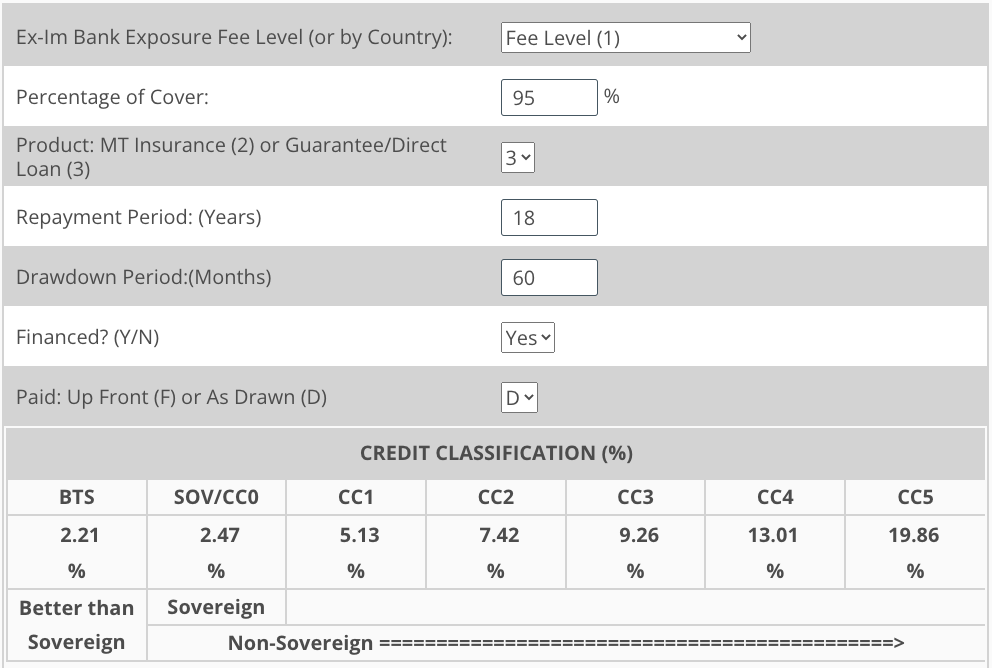 Ex-Im Bank Exposure Fee Level (or by Country):
Fee Level (1)
Percentage of Cover:
95 %
Product: MT Insurance (2) or Guarantee/Direct
Loan (3)
3
Repayment Period: (Years)
18
Drawdown Period:(Months)
60
Financed? (Y/N)
Yes
Paid: Up Front (F) or As Drawn (D)
D
CREDIT CLASSIFICATION (%)
BTS SOV/CC0 CC1 CC2 CC3 CC4 CC5
2.21 2.47 5.13 7.42 9.26 13.01 19.86
% % % % % % %
Better than Sovereign
Sovereign Non-Sovereign =============================================>